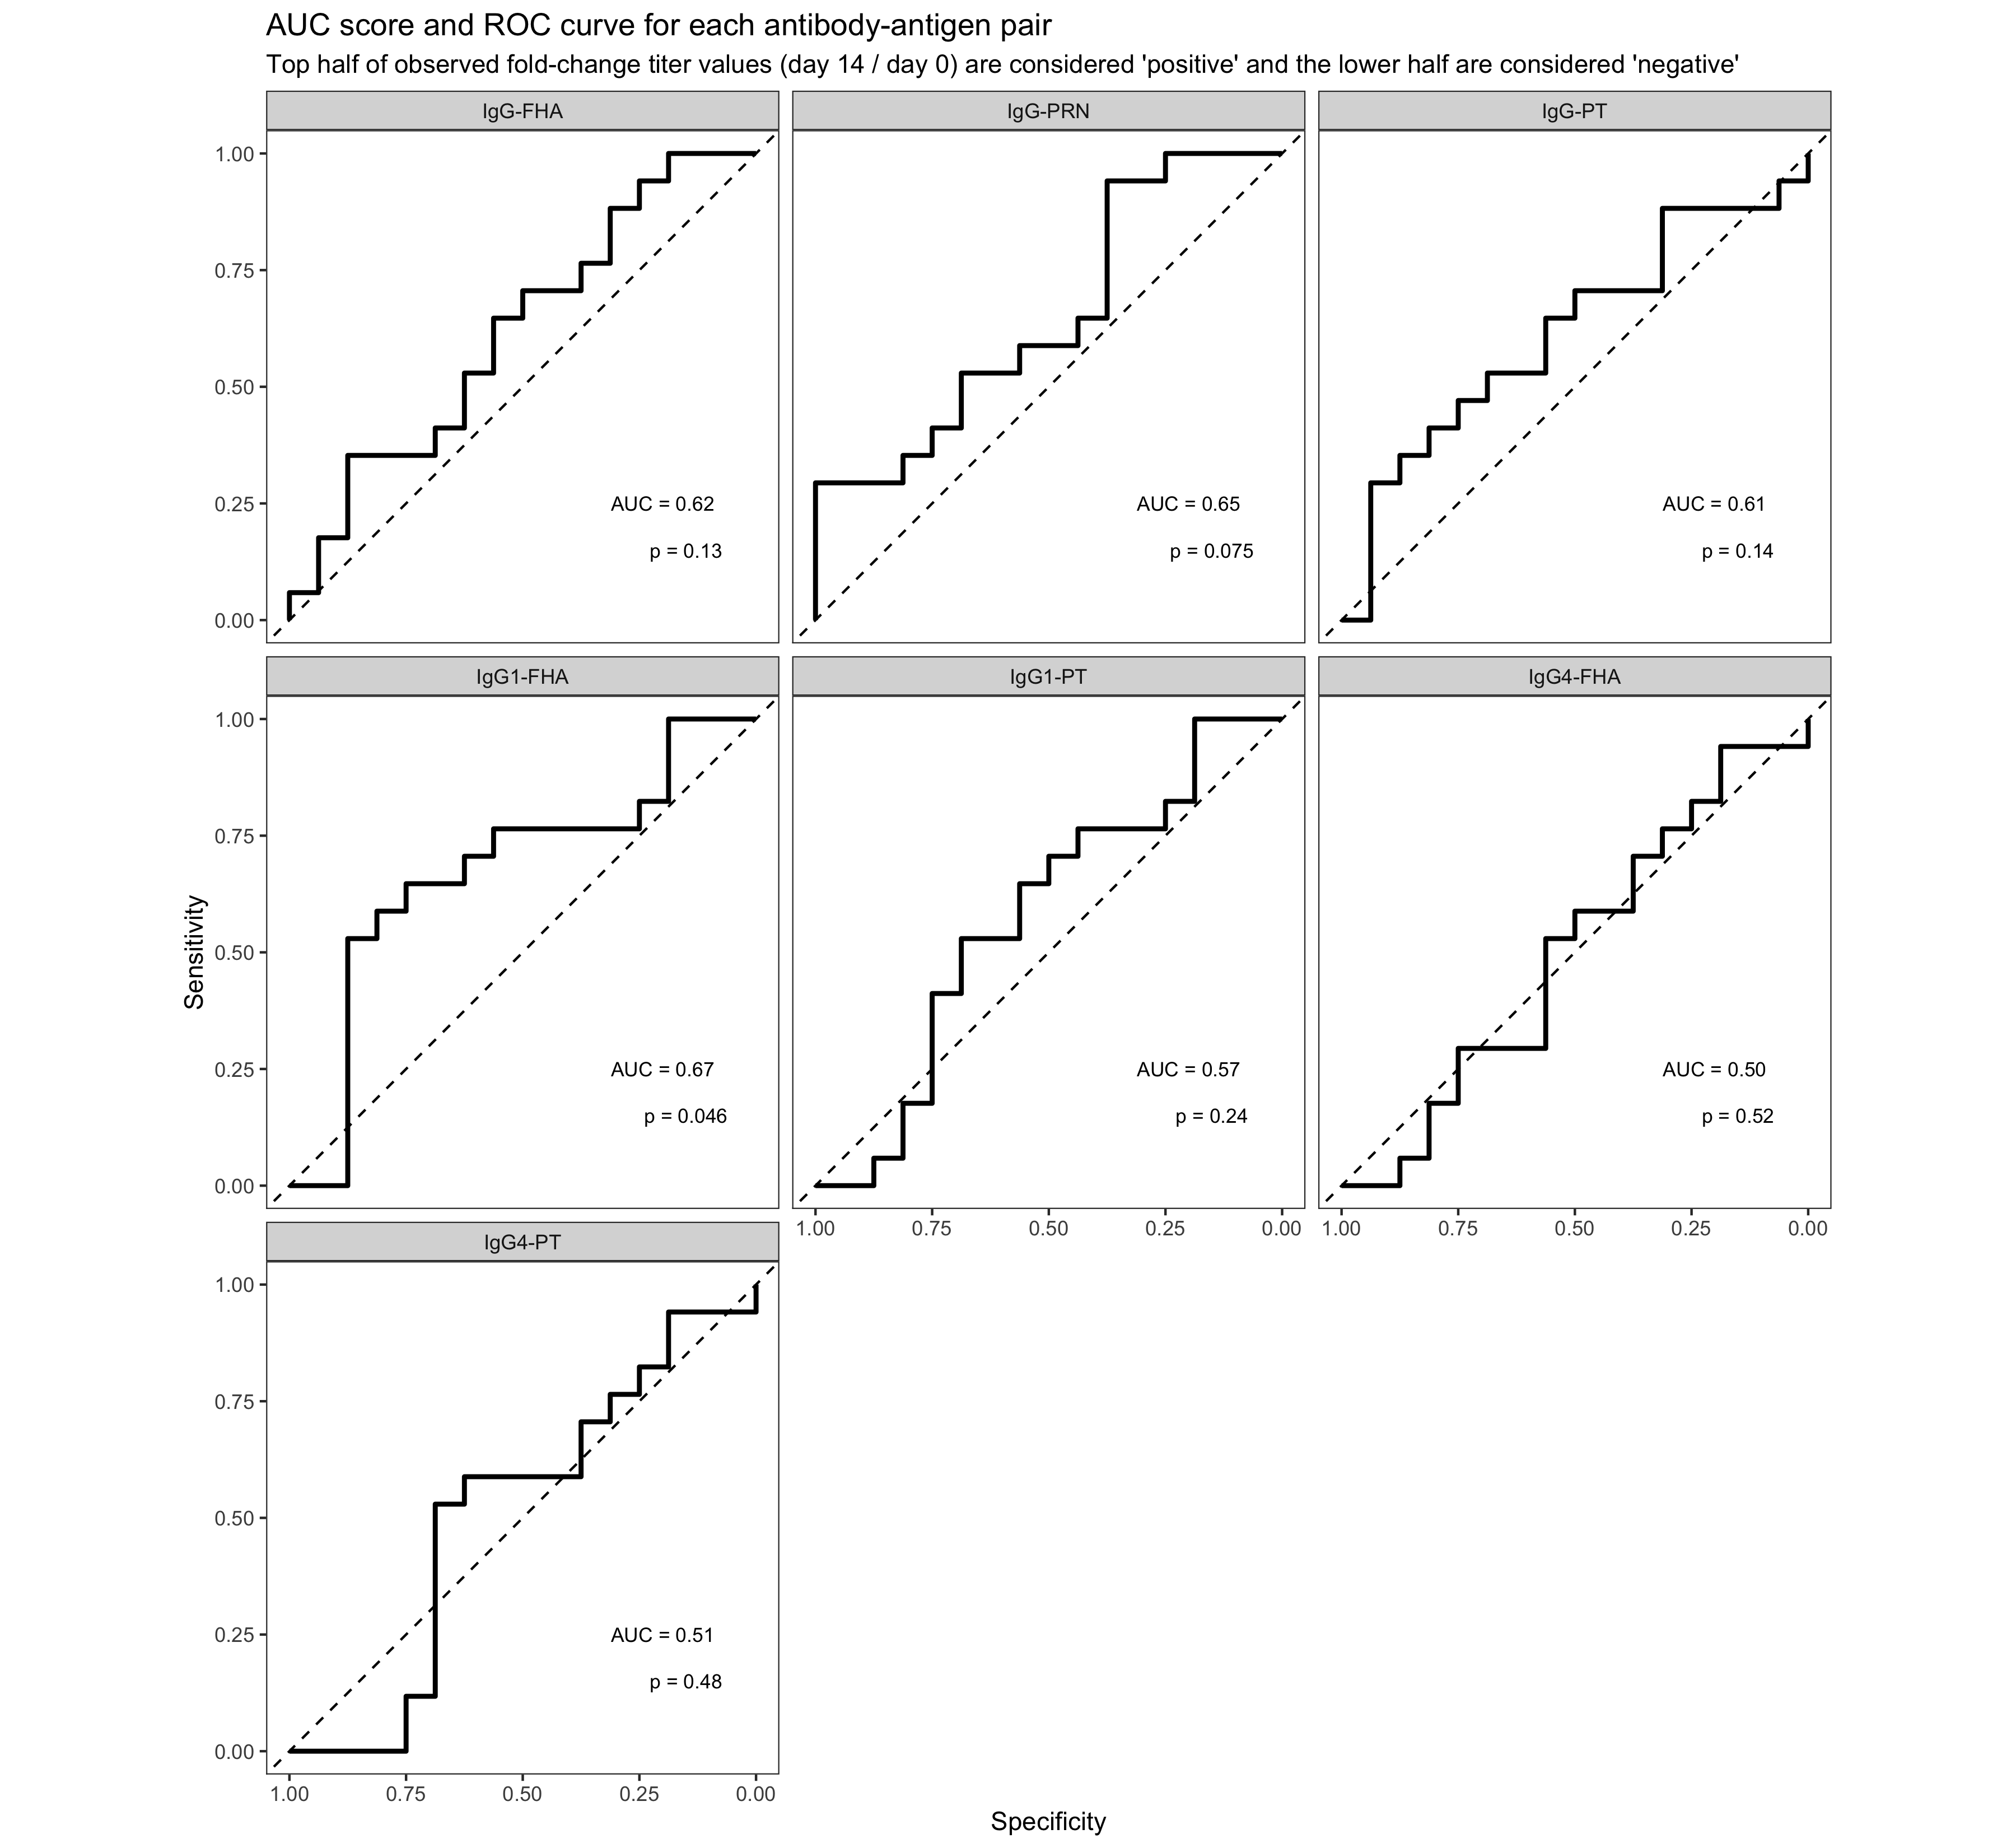 AUC score and ROC curve for each antibody-antigen pair
Top half of observed fold-change titer values (day 14 / day 0) are considered 'positive' and the lower half are considered 'negative'
IgG-FHA
IgG-PRN
IgG-PT
1.00
0.75
0.50
0.25
0.00
AUC = 0.62
p = 0.13
AUC = 0.65
p = 0.075
AUC = 0.61
p = 0.14
IgG1-FHA
IgG1-PT
IgG4-FHA
1.00
0.75
0.50
0.25
0.00
Sensitivity
AUC = 0.67
p = 0.046
AUC = 0.57
p = 0.24
AUC = 0.50
p = 0.52
1.00 0.75 0.50 0.25 0.00
1.00 0.75 0.50 0.25 0.00
IgG4-PT
1.00
0.75
0.50
0.25
0.00
AUC = 0.51
p = 0.48
1.00 0.75 0.50 0.25 0.00
Specificity